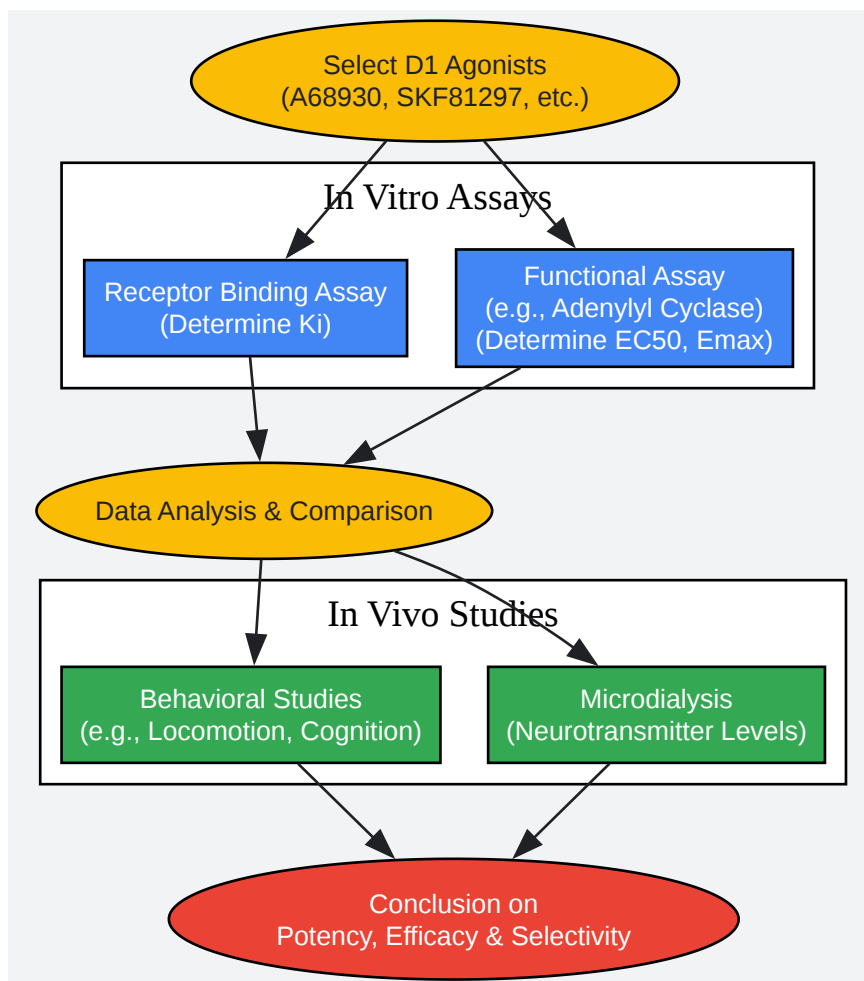 Select D1 Agonists
(A68930, SKF81297, etc.)
In Vitro Assays
Receptor Binding Assay
(Determine Ki)
Functional Assay
(e.g., Adenylyl Cyclase)
(Determine EC50, Emax)
Data Analysis & Comparison
In Vivo Studies
Behavioral Studies
(e.g., Locomotion, Cognition)
Microdialysis
(Neurotransmitter Levels)
Conclusion on
Potency, Efficacy & Selectivity